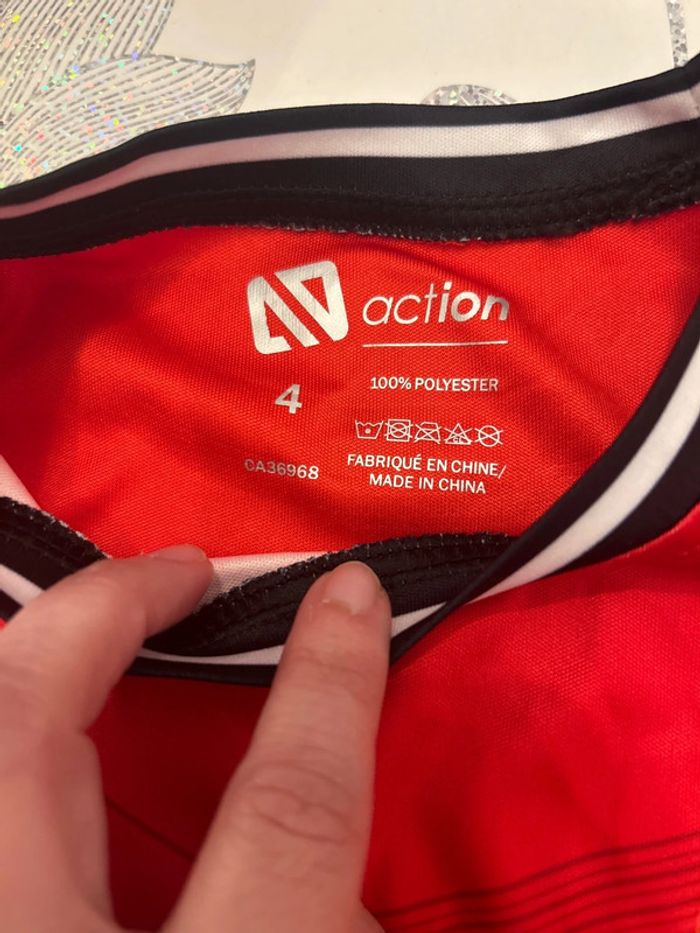 action
4
100% POLYESTER
CA36968
FABRIQUÉ EN CHINE/
MADE IN CHINA